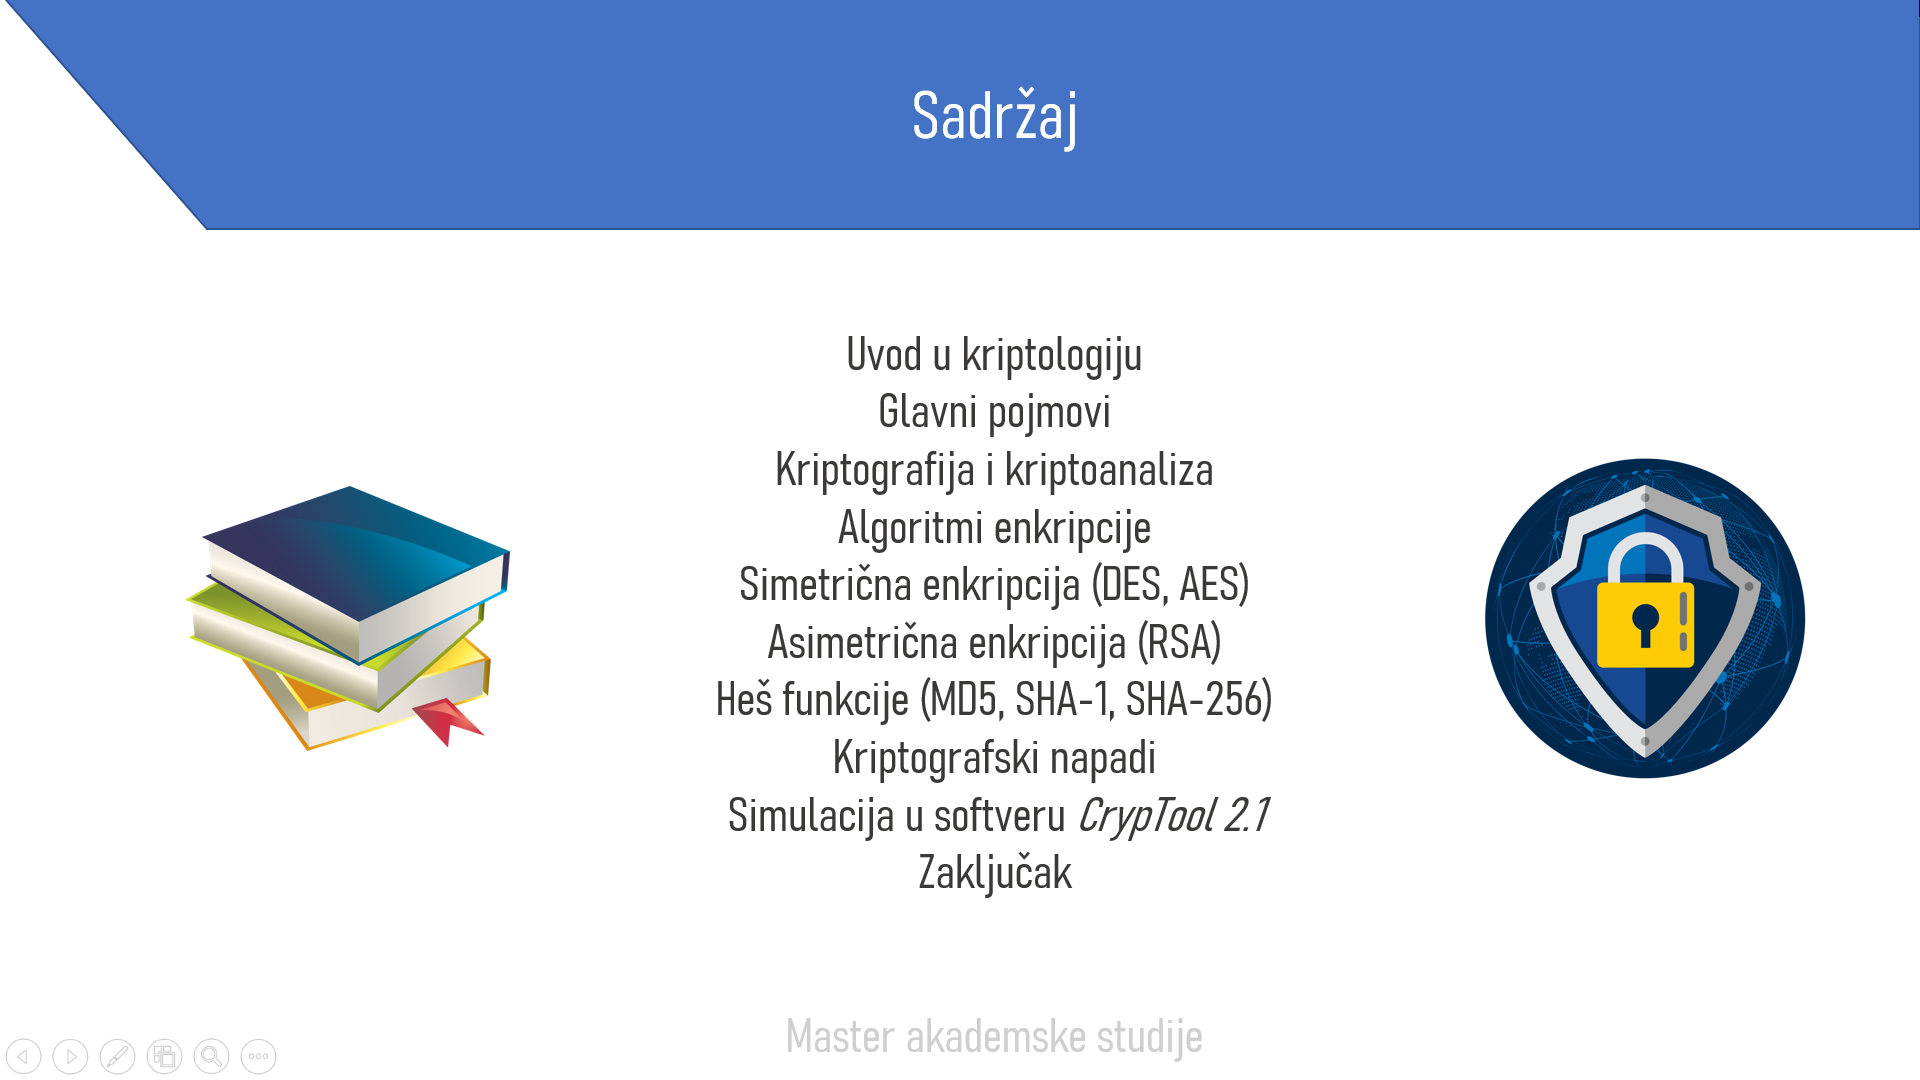 Sadržaj
Uvod u kriptologiju
Glavni pojmovi
Kriptografija i kriptoanaliza
Algoritmi enkripcije
Simetrična enkripcija (DES, AES)
Asimetrična enkripcija (RSA)
Heš funkcije (MD5, SHA-1, SHA-256)
Kriptografski napadi
Simulacija u softveru CrypTool 2.1
Zaključak
Master akademske studije